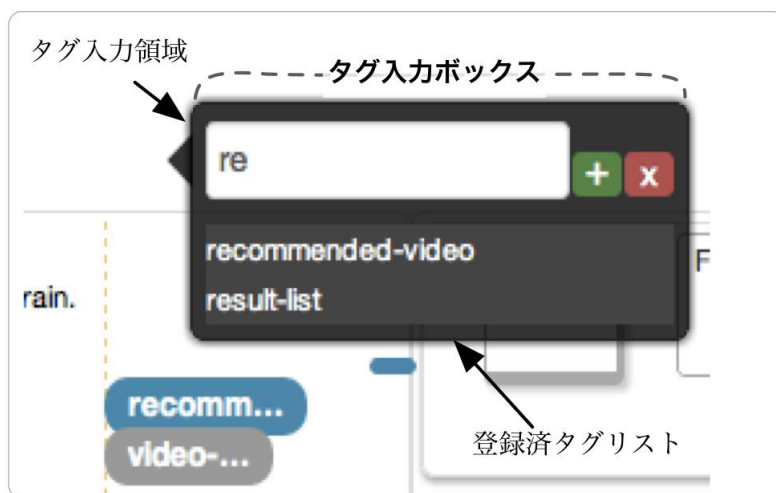 タグ入力領域
タグ入力ボックス
re
+
x
recommended-video
result-list
rain.
F
recomm...
video-...
登録済タグリスト